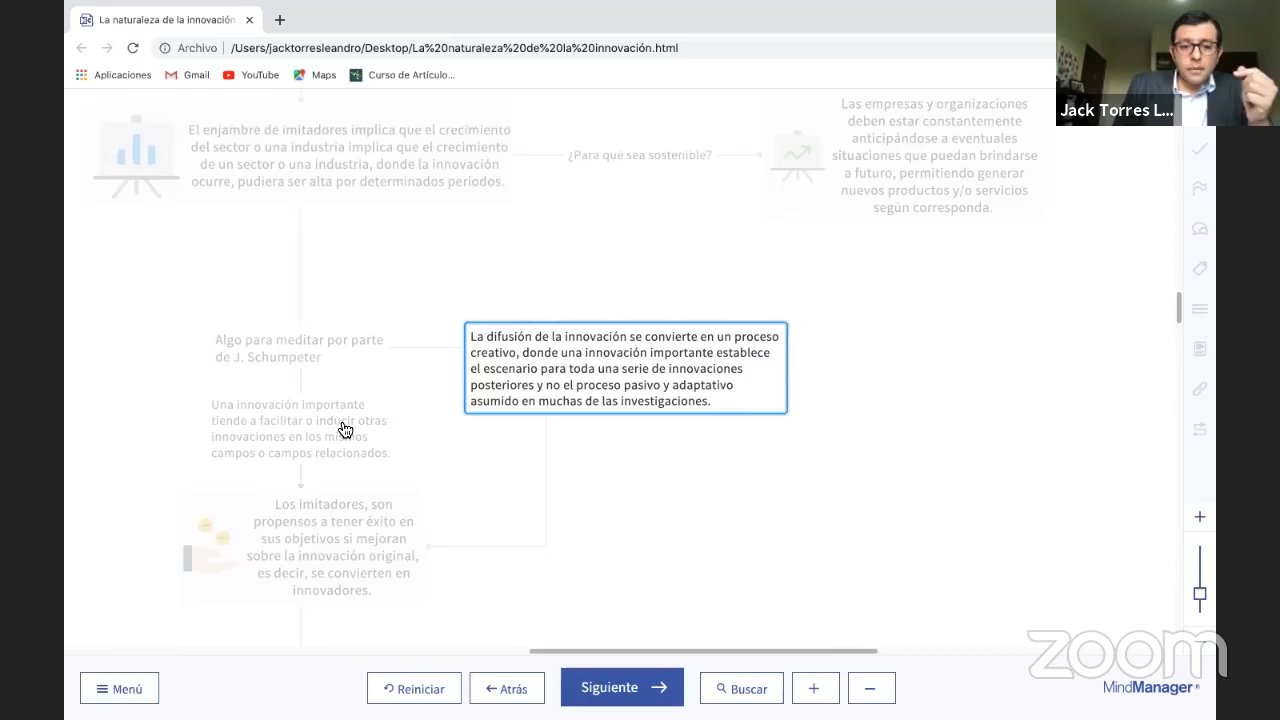 La naturaleza de la innovación
Archivo
/Users/jacktorresleandro/Desktop/La%20naturaleza%20de%20la%20innovación.html
Aplicaciones
Gmail
YouTube
Maps
Curso de Artículo...
Jack Torres L...
El enjambre de imitadores implica que el crecimiento
del sector o una industria implica que el crecimiento
de un sector o una industria, donde la innovación
ocurre, pudiera ser alta por determinados periodos.
¿Para qué sea sostenible?
Las empresas y organizaciones
deben estar constantemente
anticipándose a eventuales
situaciones que puedan brindarse
a futuro, permitiendo generar
nuevos productos y/o servicios
según corresponda.
Algo para meditar por parte
de J. Schumpeter
La difusión de la innovación se convierte en un proceso
creativo, donde una innovación importante establece
el escenario para toda una serie de innovaciones
posteriores y no el proceso pasivo y adaptativo
asumido en muchas de las investigaciones.
Una innovación importante
tiende a facilitar o inducir otras
innovaciones en los mismos
campos o campos relacionados.
Los imitadores, son
propensos a tener éxito en
sus objetivos si mejoran
sobre la innovación original,
es decir, se convierten en
innovadores.
zoom
MindManager®
Menú
Reiniciar
Atrás
Siguiente
Buscar